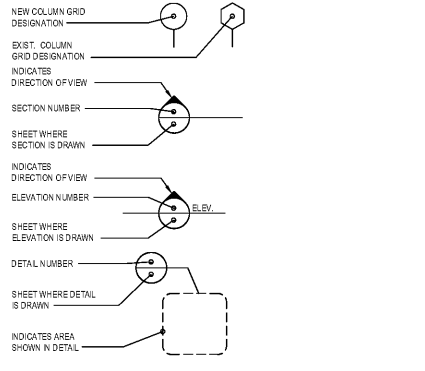 NEW COLUMN GRID
DESIGNATION
EXIST. COLUMN
GRID DESIGNATION
INDICATES
DIRECTION OF VIEW
SECTION NUMBER
SHEET WHERE
SECTION IS DRAWN
INDICATES
DIRECTION OF VIEW
ELEVATION NUMBER
ELEV.
SHEET WHERE
ELEVATION IS DRAWN
DETAIL NUMBER
SHEET WHERE DETAIL
IS DRAWN
INDICATES AREA
SHOWN IN DETAIL